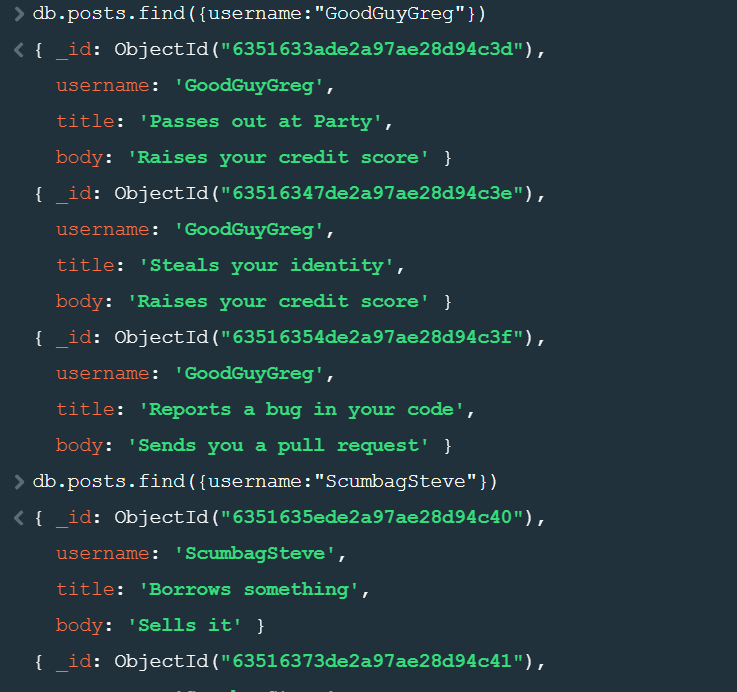 > db.posts.find({username:"GoodGuyGreg"})
< { _id: ObjectId("6351633ade2a97ae28d94c3d"),
username: 'GoodGuyGreg',
title: 'Passes out at Party',
body: 'Raises your credit score' }
{ _id: ObjectId("63516347de2a97ae28d94c3e"),
username: 'GoodGuyGreg',
title: 'Steals your identity',
body: 'Raises your credit score' }
{ _id: ObjectId("63516354de2a97ae28d94c3f"),
username: 'GoodGuyGreg',
title: 'Reports a bug in your code',
body: 'Sends you a pull request' }
> db.posts.find({username:"ScumbagSteve"})
< { _id: ObjectId("6351635ede2a97ae28d94c40"),
username: 'ScumbagSteve',
title: 'Borrows something',
body: 'Sells it' }
{ _id: ObjectId("63516373de2a97ae28d94c41"),